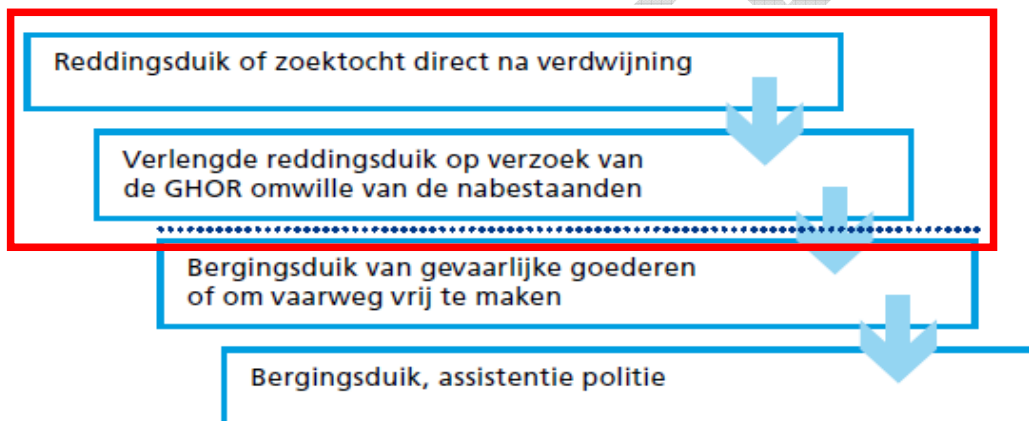 Reddingsduik of zoektocht direct na verdwijning
Verlengde reddingsduik op verzoek van
de GHOR omwille van de nabestaanden
Bergingsduik van gevaarlijke goederen
of om vaarweg vrij te maken
Bergingsduik, assistentie politie